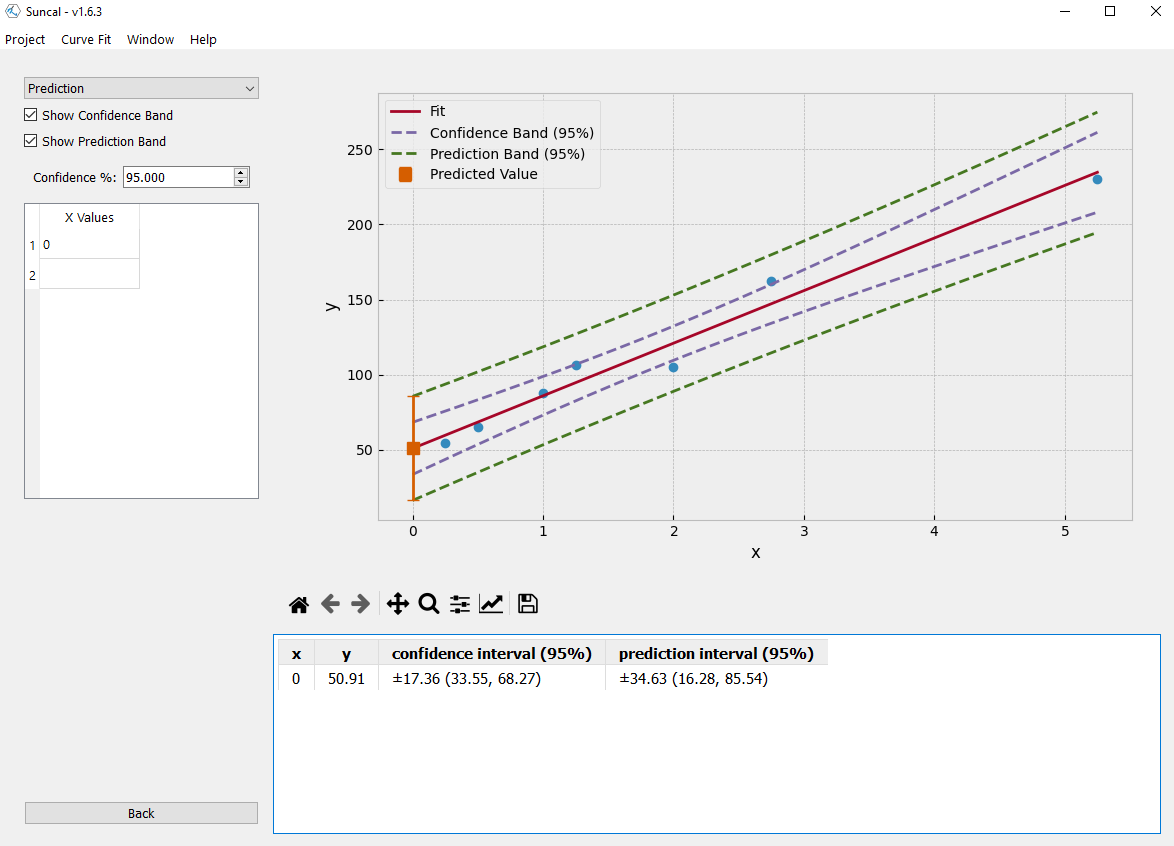 Suncal - v1.6.3
Project Curve Fit Window Help
Prediction
Show Confidence Band
Show Prediction Band
Confidence %: 95.000
X Values
1 0
2
Back
Fit
Confidence Band (95%)
Prediction Band (95%)
Predicted Value
250
200
150
100
50
y
0 1 2 3 4 5
x
x y confidence interval (95%) prediction interval (95%)
0 50.91 ±17.36 (33.55, 68.27) ±34.63 (16.28, 85.54)